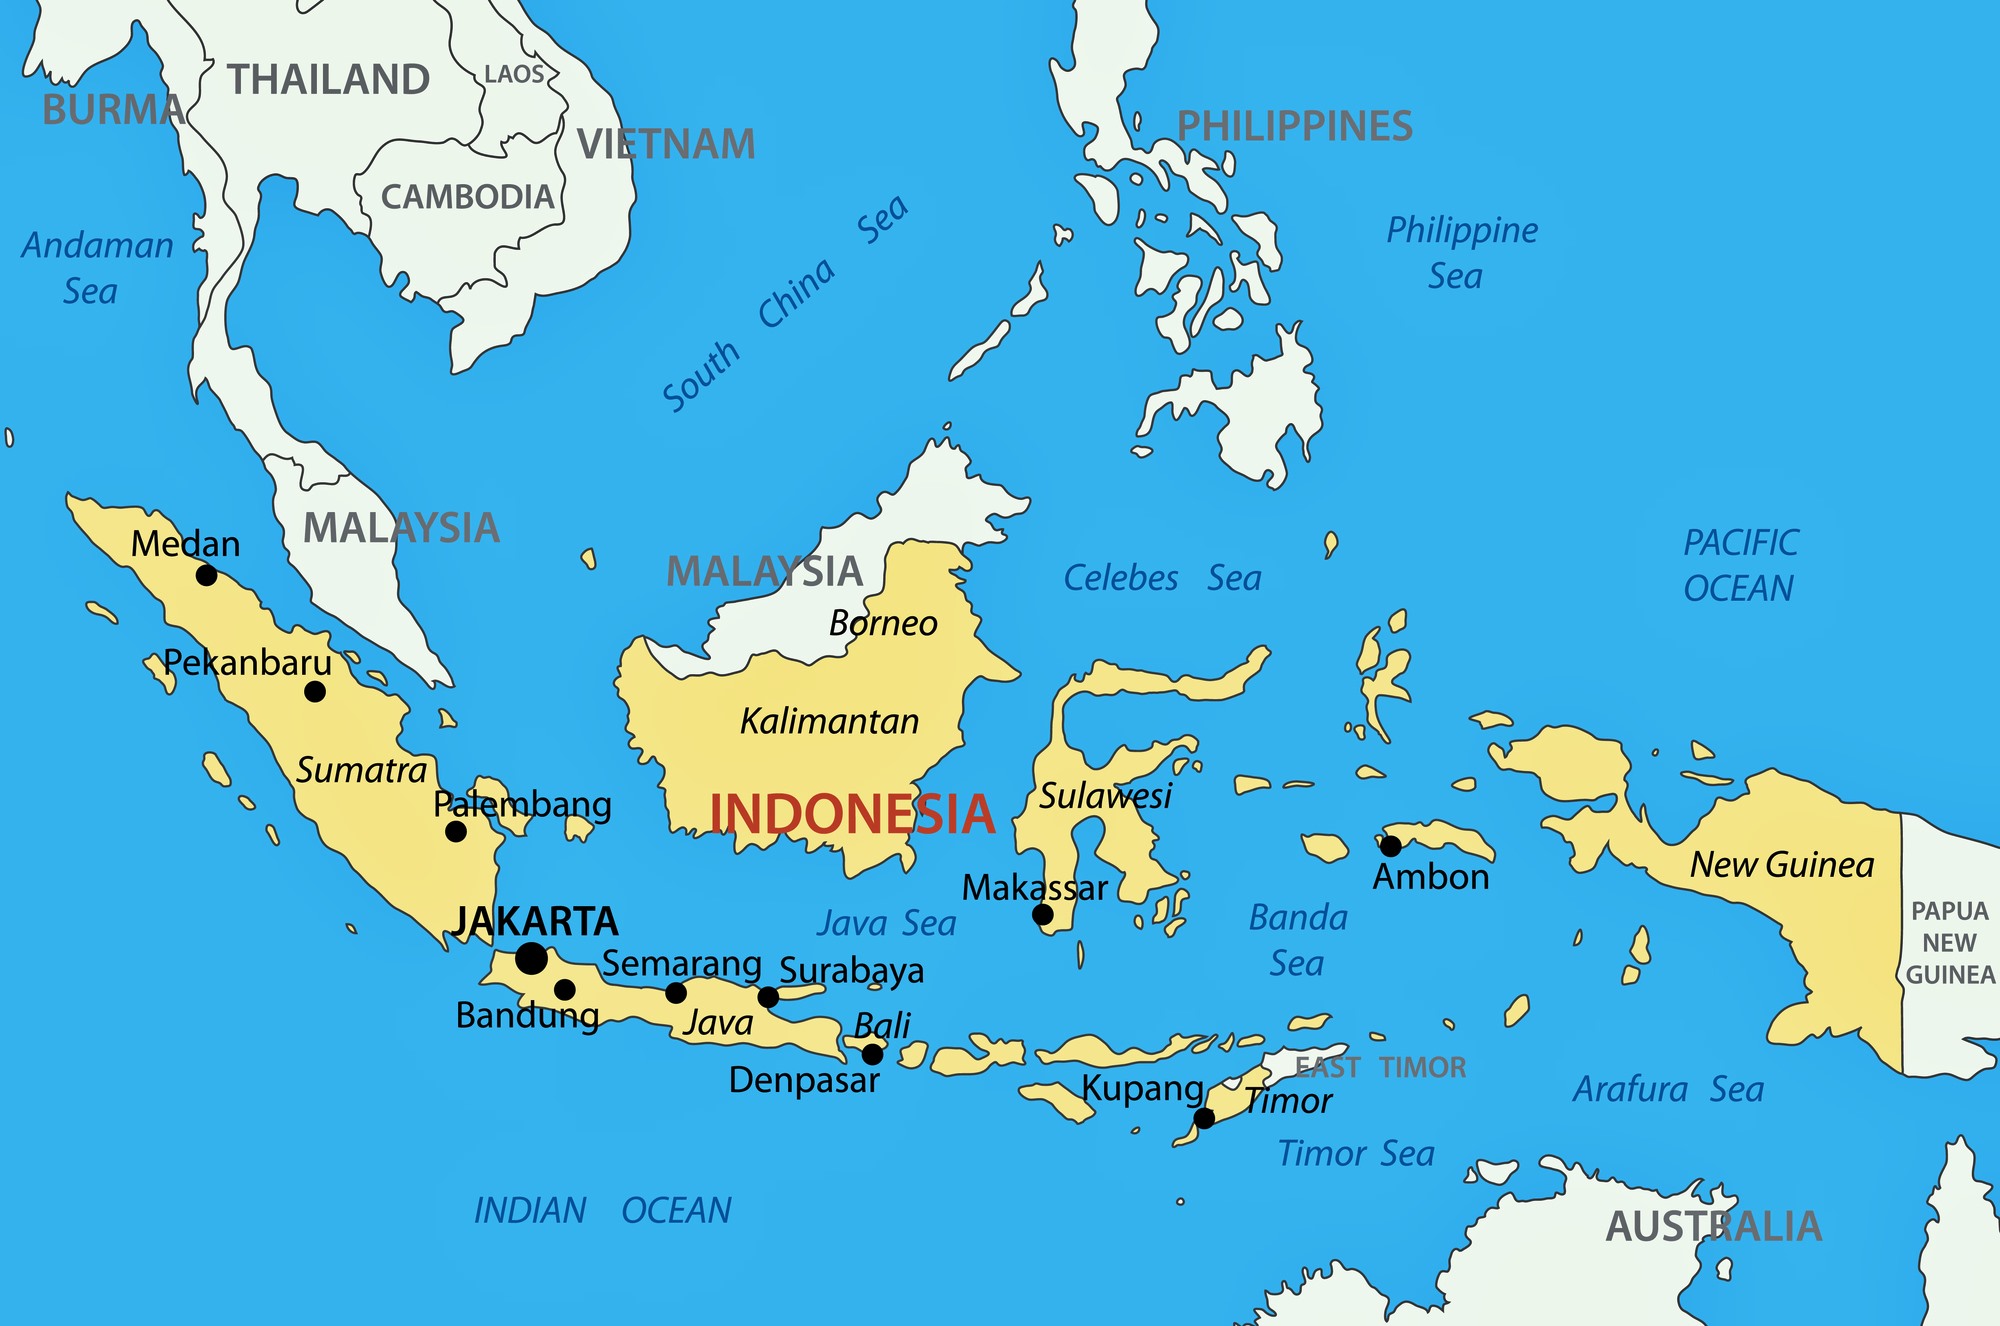 THAILAND
LAOS
BURMA
VIETNAM
PHILIPPINES
CAMBODIA
Andaman
Sea
South China Sea
Philippine
Sea
MALAYSIA
Medan
MALAYSIA
Borneo
Celebes Sea
PACIFIC
OCEAN
Pekanbaru
Kalimantan
Sumatra
Palembang
INDONESIA
Sulawesi
New Guinea
Makassar
Ambon
JAKARTA
Java Sea
Banda
Sea
PAPUA
NEW
GUINEA
Semarang
Surabaya
Bandung
Java
Bali
Denpasar
Kupang
EAST TIMOR
Timor
Arafura Sea
Timor Sea
INDIAN OCEAN
AUSTRALIA